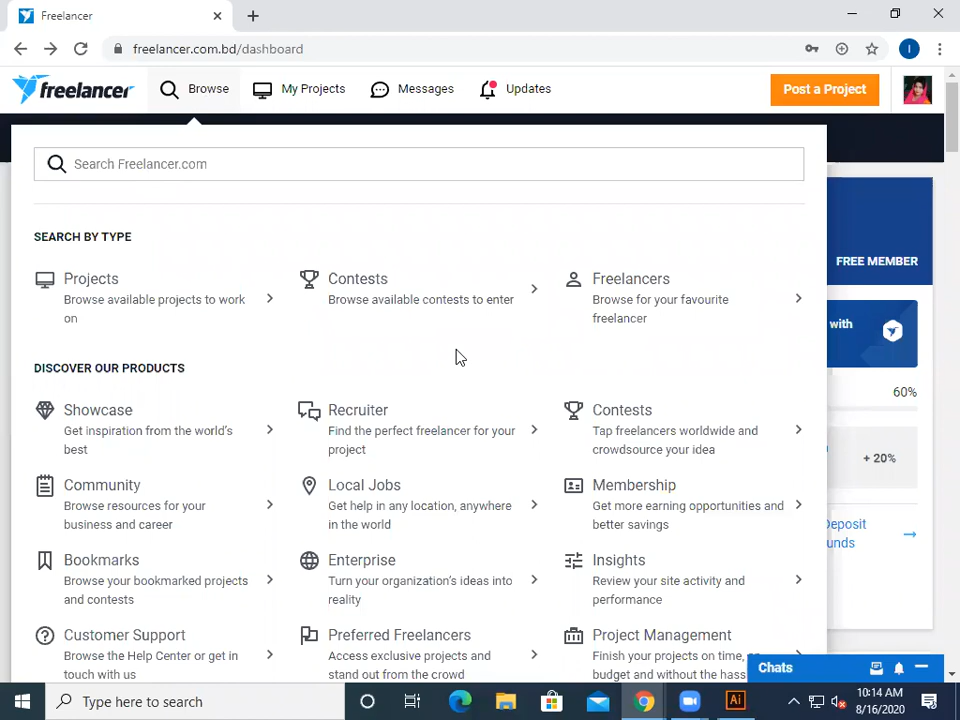 Freelancer
freelancer.com.bd/dashboard
I
freelancer
Browse
My Projects
Messages
Updates
Post a Project
Search Freelancer.com
SEARCH BY TYPE
Projects
Browse available projects to work
on
Contests
Browse available contests to enter
Freelancers
Browse for your favourite
freelancer
FREE MEMBER
with
60%
+ 20%
Deposit
unds
DISCOVER OUR PRODUCTS
Showcase
Get inspiration from the world's
best
Recruiter
Find the perfect freelancer for your
project
Contests
Tap freelancers worldwide and
crowdsource your idea
Community
Browse resources for your
business and career
Local Jobs
Get help in any location, anywhere
in the world
Membership
Get more earning opportunities and
better savings
Bookmarks
Browse your bookmarked projects
and contests
Enterprise
Turn your organization's ideas into
reality
Insights
Review your site activity and
performance
Customer Support
Browse the Help Center or get in
touch with us
Preferred Freelancers
Access exclusive projects and
stand out from the crowd
Project Management
Finish your projects on time,
budget and without the hass
Chats
Type here to search
Ai
10:14 AM
8/16/2020